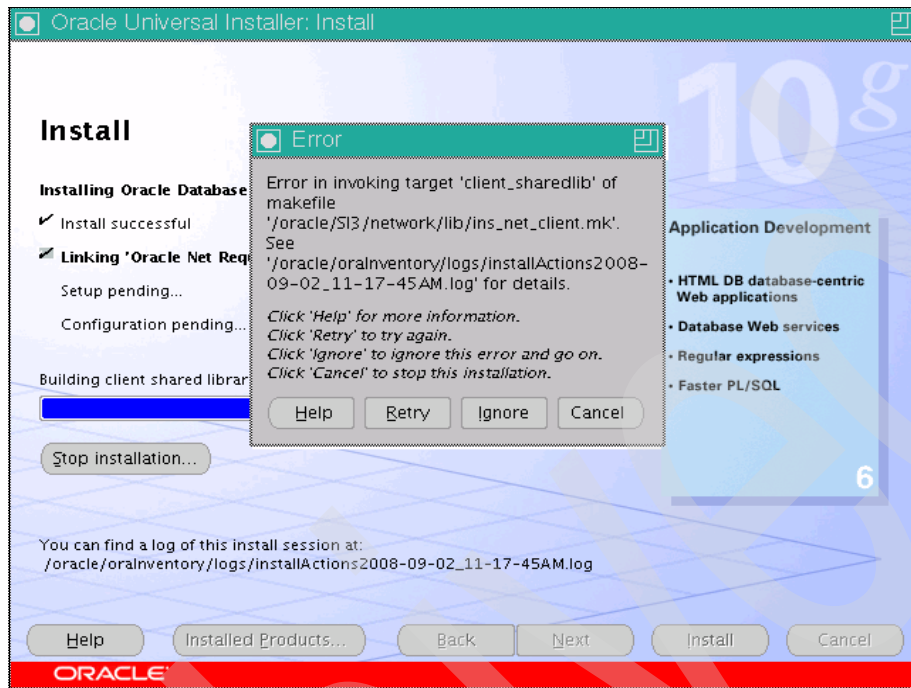 Oracle Universal Installer: Install
10g
Install
Installing Oracle Database
Install successful
Linking 'Oracle Net Req
Setup pending...
Configuration pending...
Building client shared librar
Stop installation...
Error
Error in invoking target 'client_sharedlib' of
makefile
'/oracle/SI3/network/lib/ins_net_client.mk'.
See
'/oracle/oraInventory/logs/installActions2008-
09-02_11-17-45AM.log' for details.
Click 'Help' for more information.
Click 'Retry' to try again.
Click 'Ignore' to ignore this error and go on.
Click 'Cancel' to stop this installation.
Help Retry Ignore Cancel
Application Development
• HTML DB database-centric
Web applications
• Database Web services
• Regular expressions
• Faster PL/SQL
6
You can find a log of this install session at:
/oracle/oraInventory/logs/installActions2008-09-02_11-17-45AM.log
Help Installed Products... Back Next Install Cancel
ORACLE